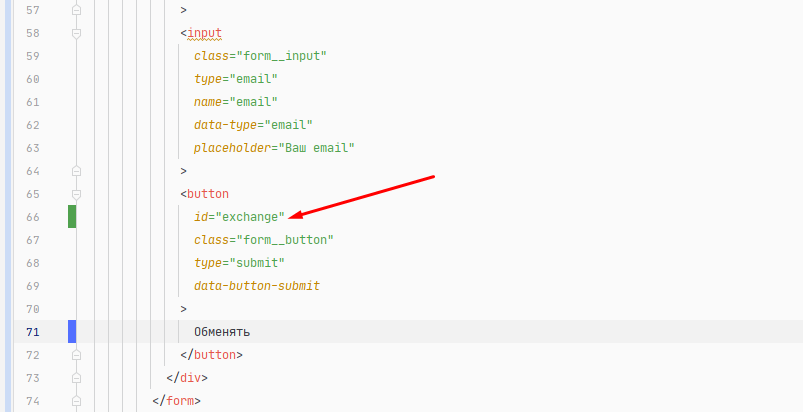 57 >
58 <input
59 class="form__input"
60 type="email"
61 name="email"
62 data-type="email"
63 placeholder="Ваш email"
64 >
65 <button
66 id="exchange"
67 class="form__button"
68 type="submit"
69 data-button-submit
70 >
71 Обменять
72 </button>
73 </div>
74 </form>